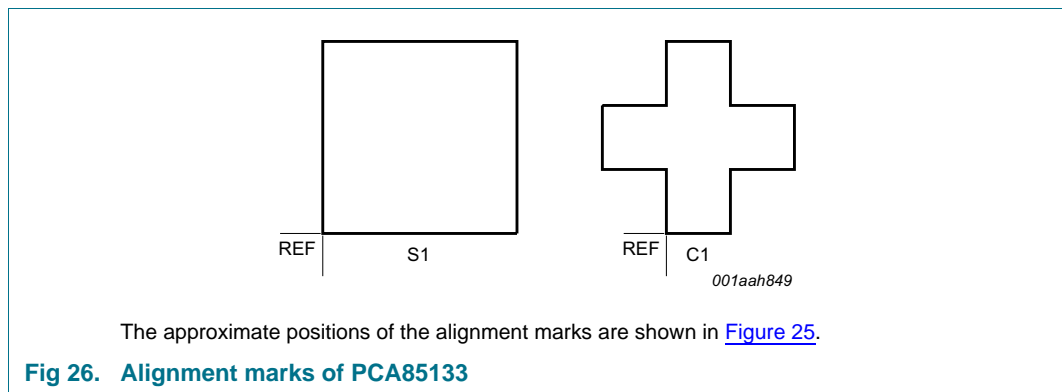 REF
S1
REF
C1
001aah849
The approximate positions of the alignment marks are shown in Figure 25.
Fig 26. Alignment marks of PCA85133